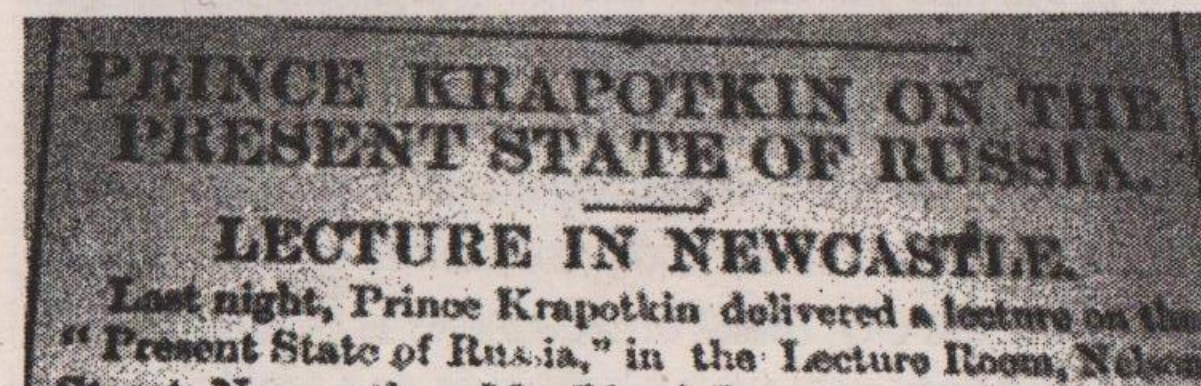 PRINCE KRAPOTKIN ON THE
PRESENT STATE OF RUSSIA.
LECTURE IN NEWCASTLE.
Last night, Prince Krapotkin delivered a lecture on the
"Present State of Russia," in the Lecture Room, Nelson